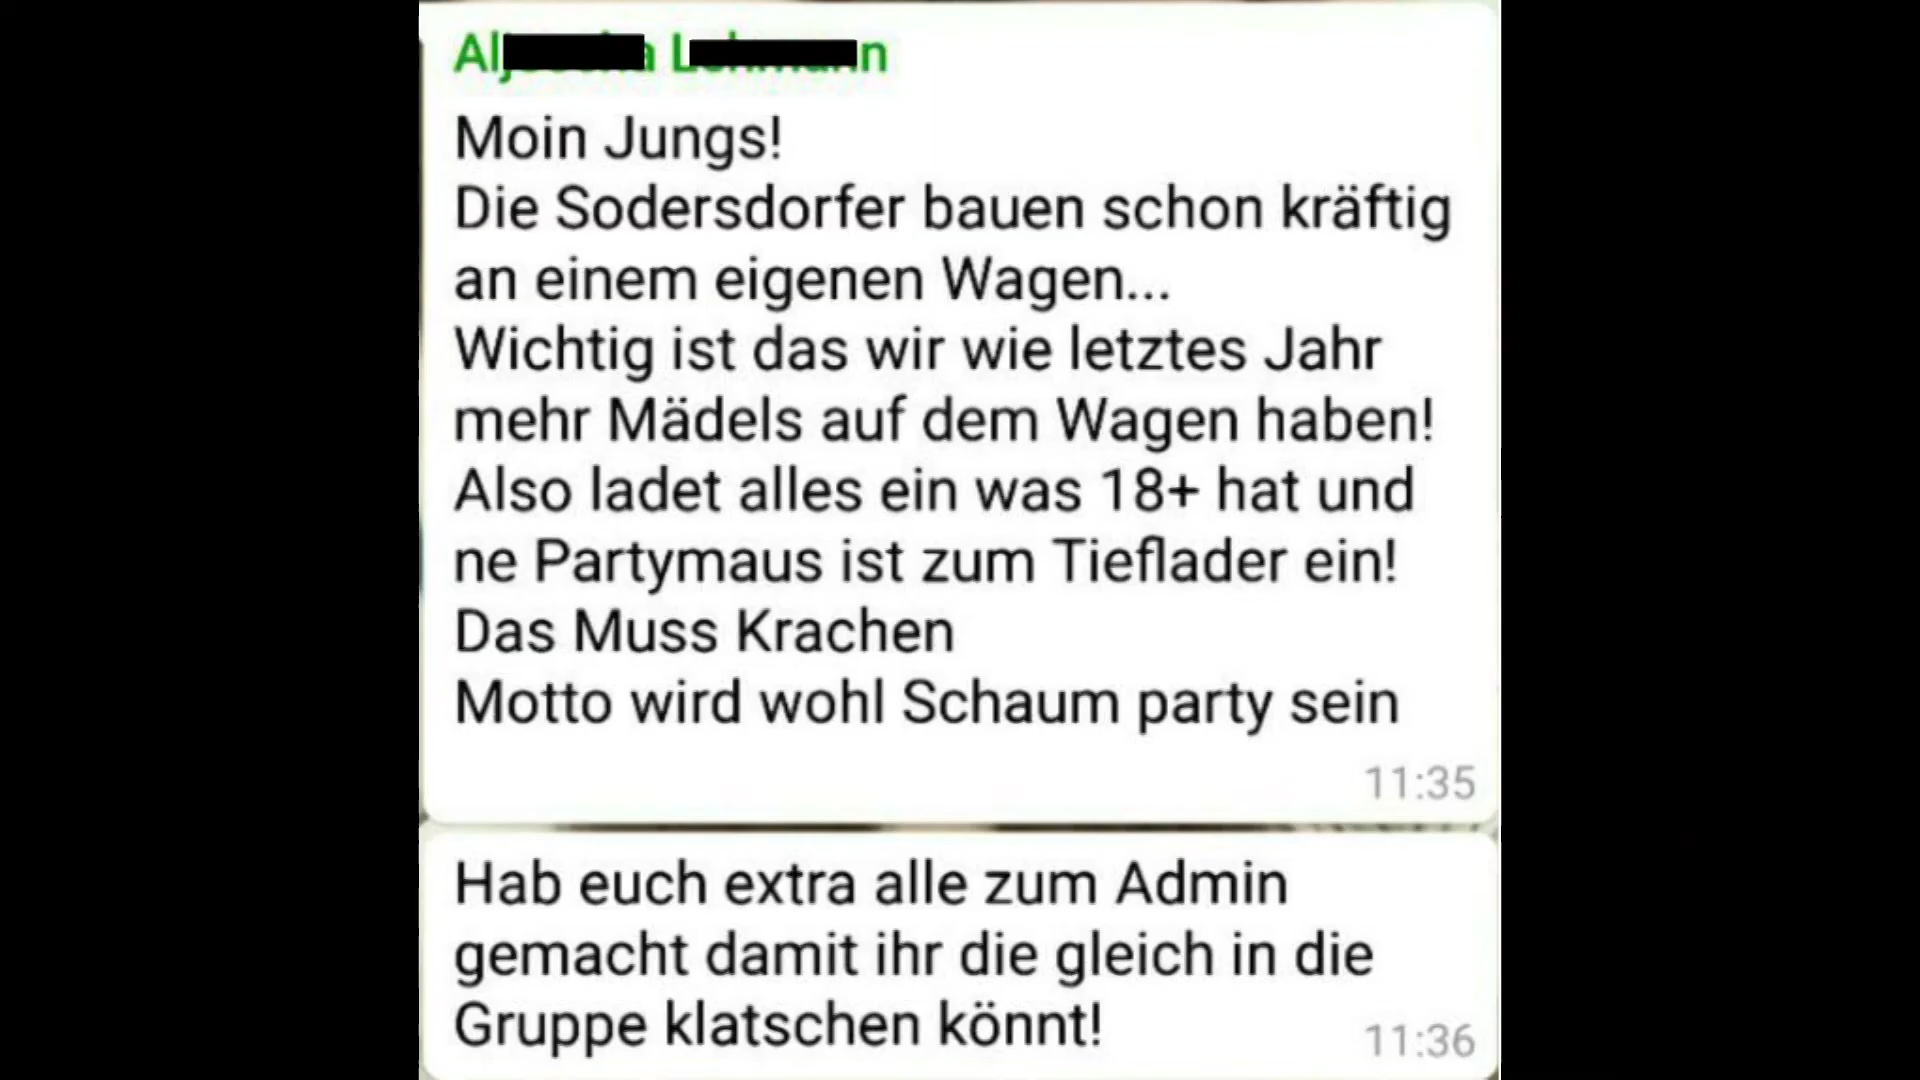 Moin Jungs!
Die Sodersdorfer bauen schon kräftig
an einem eigenen Wagen...
Wichtig ist das wir wie letztes Jahr
mehr Mädels auf dem Wagen haben!
Also ladet alles ein was 18+ hat und
ne Partymaus ist zum Tieflader ein!
Das Muss Krachen
Motto wird wohl Schaum party sein
11:35
Hab euch extra alle zum Admin
gemacht damit ihr die gleich in die
Gruppe klatschen könnt!
11:36